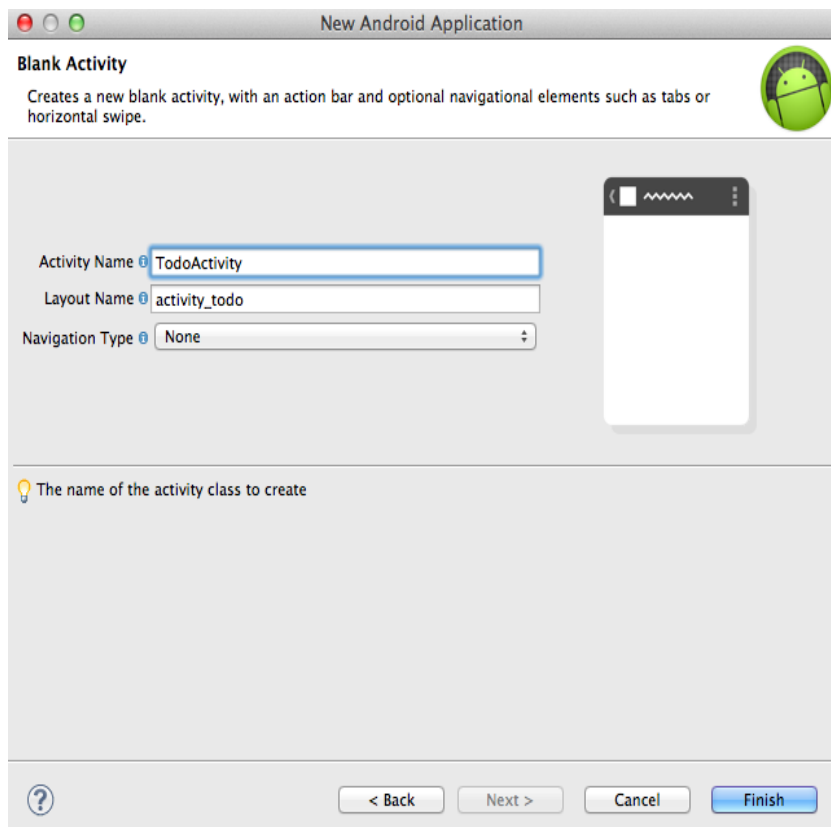 New Android Application
Blank Activity
Creates a new blank activity, with an action bar and optional navigational elements such as tabs or
horizontal swipe.
Activity Name TodoActivity
Layout Name activity_todo
Navigation Type None
The name of the activity class to create
? < Back Next > Cancel Finish